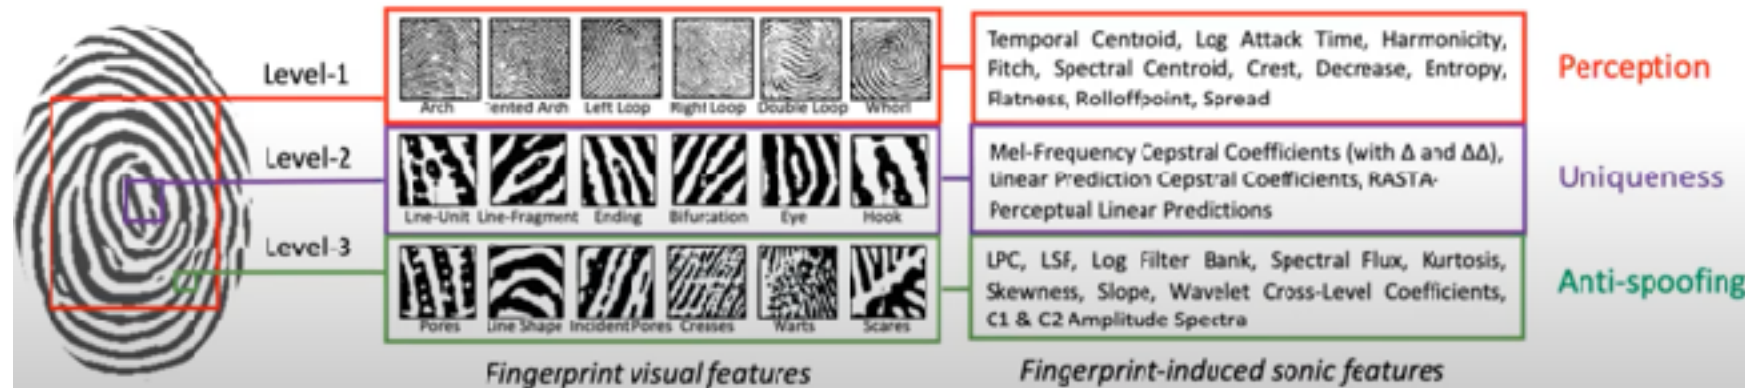 Level-1
Arch Tented Arch Left Loop Right Loop Double Loop Whorl
Temporal Centroid, Log Attack Time, Harmonicity,
Pitch, Spectral Centroid, Crest, Decrease, Entropy,
Flatness, Rolloffpoint, Spread
Perception
Level-2
Line-Unit Line-Fragment Ending Bifurcation Eye Hook
Mel-Frequency Cepstral Coefficients (with Δ and ΔΔ),
Linear Prediction Cepstral Coefficients, RASTA-
Perceptual Linear Predictions
Uniqueness
Level-3
Pores Line Shape Incident Pores Creases Warts Scares
LPC, LSF, Log Filter Bank, Spectral Flux, Kurtosis,
Skewness, Slope, Wavelet Cross-Level Coefficients,
C1 & C2 Amplitude Spectra
Anti-spoofing
Fingerprint visual features
Fingerprint-induced sonic features